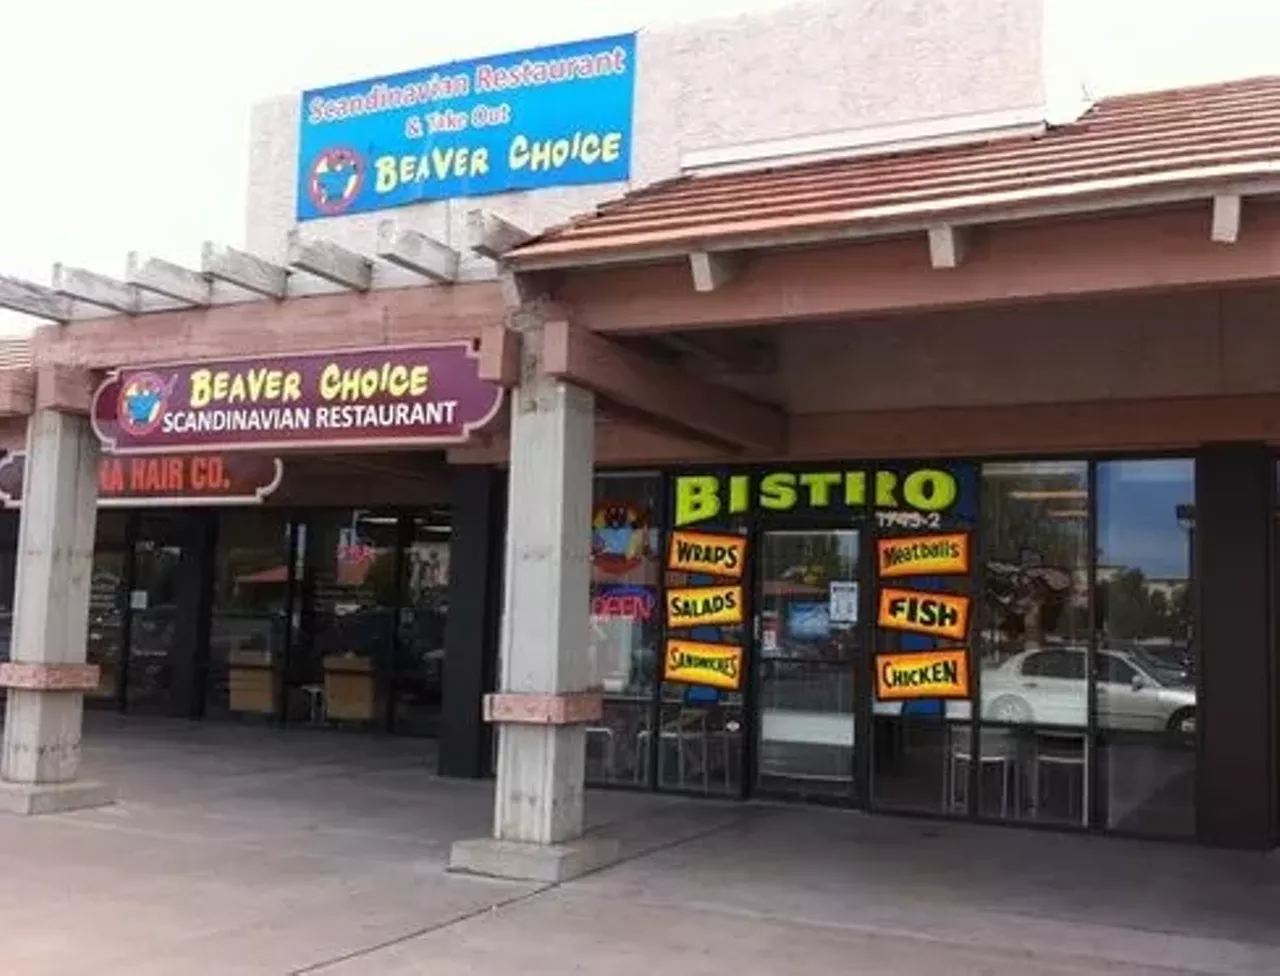 Scandinavian Restaurant
& Take Out
BEAVER CHOICE
BEAVER CHOICE
SCANDINAVIAN RESTAURANT
NA HAIR CO.
BISTRO
WRAPS
SALADS
SANDWICHES
Meatballs
FISH
CHICKEN
OPEN